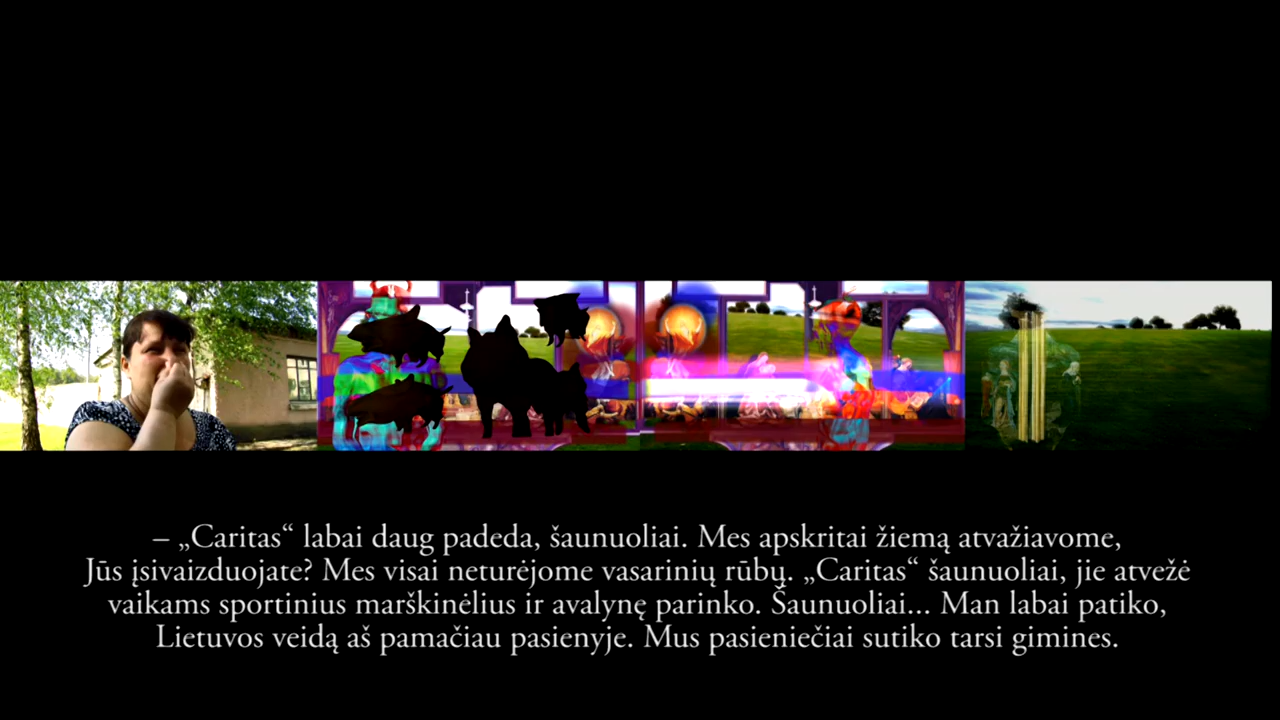 – „Caritas“ labai daug padeda, šaunuoliai. Mes apskritai žiemą atvažiavome,
Jūs įsivaizduojate? Mes visai neturėjome vasarinių rūbų. „Caritas“ šaunuoliai, jie atvežė
vaikams sportinius marškinėlius ir avalynę parinko. Šaunuoliai... Man labai patiko,
Lietuvos veidą aš pamačiau pasienyje. Mus pasieniečiai sutiko tarsi gimines.